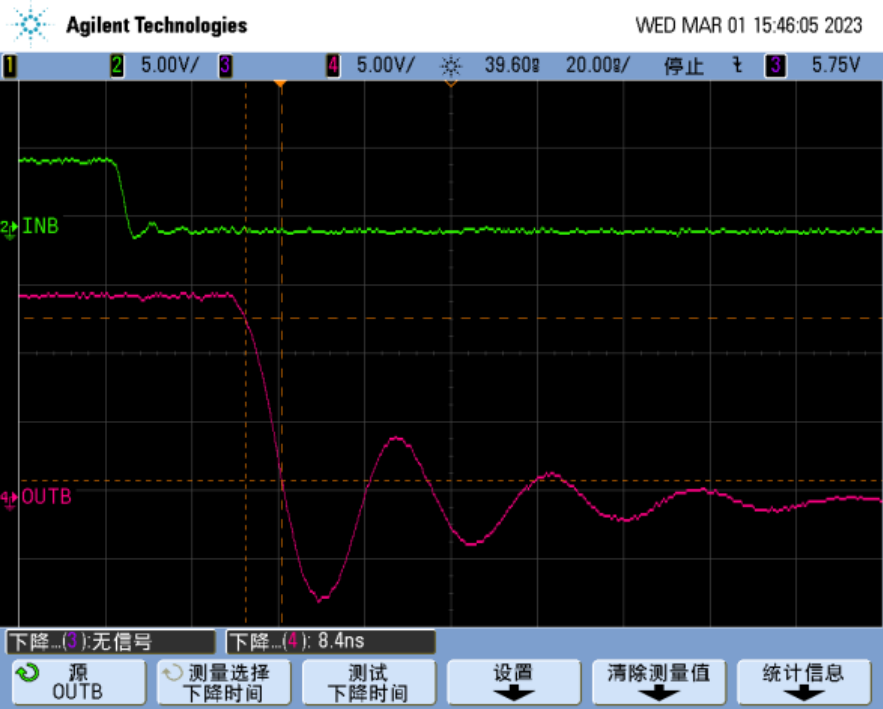 Agilent Technologies
WED MAR 01 15:46:05 2023
1 2 5.00V/ 3 4 5.00V/ 39.60s 20.00s/ 停止 3 5.75V
2 INB
4 OUTB
下降…(3):无信号 下降…(4): 8.4ns
源 测量选择 测试 设置 清除测量值 统计信息
OUTB 下降时间 下降时间